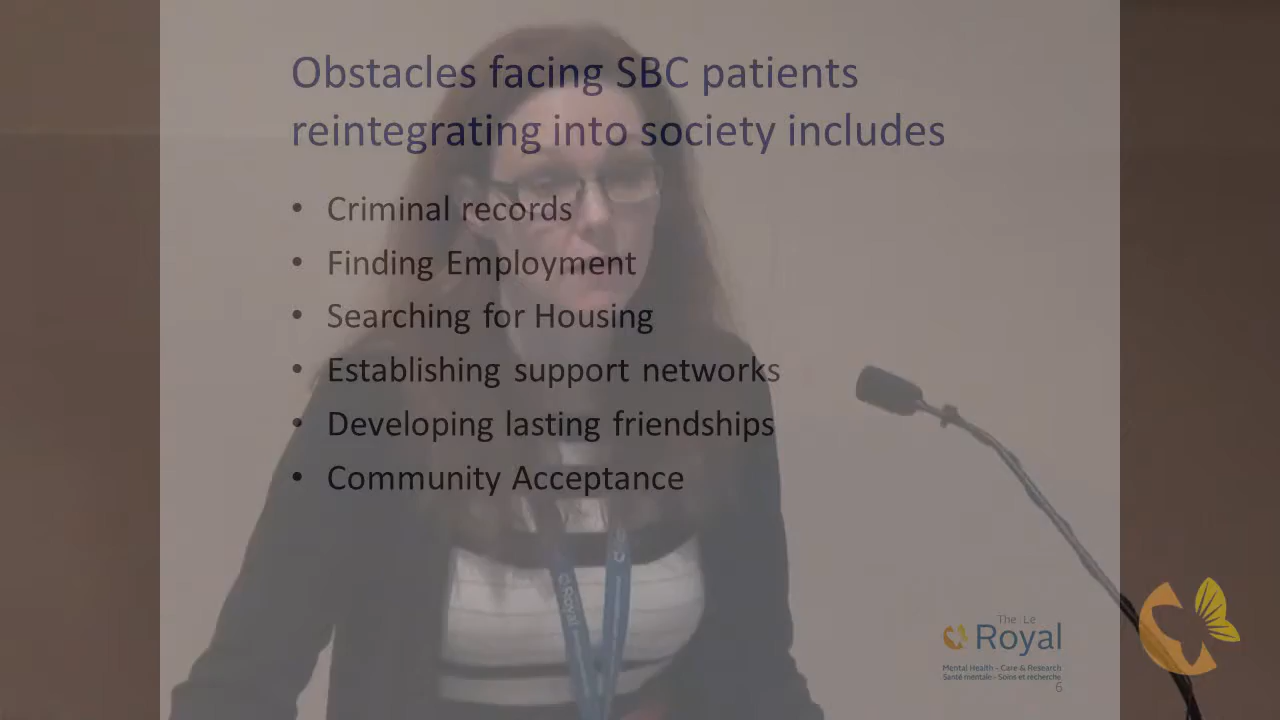 Obstacles facing SBC patients
reintegrating into society includes
• Criminal records
• Finding Employment
• Searching for Housing
• Establishing support networks
• Developing lasting friendships
• Community Acceptance
The Le
Royal
Mental Health - Care & Research
Santé mentale - Soins et recherche
6
Royal